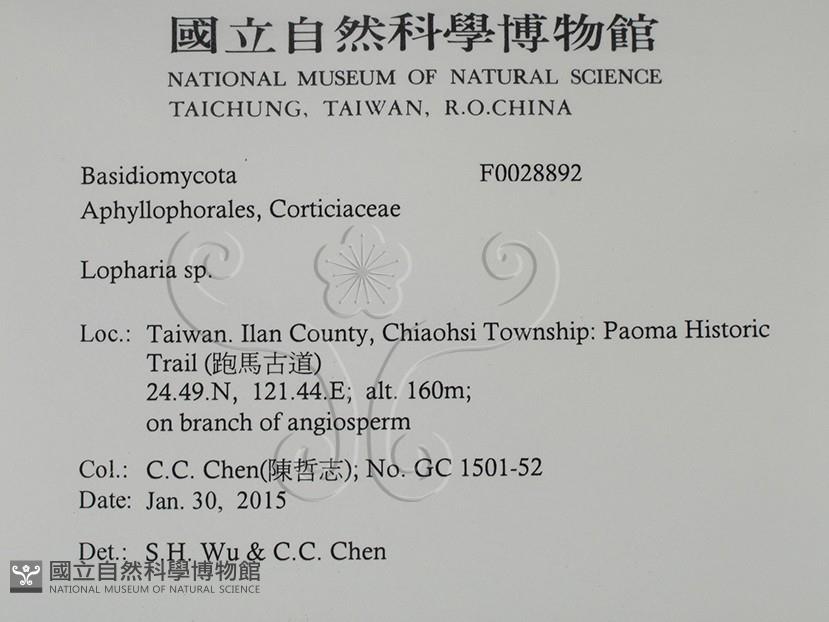 國立自然科學博物館
NATIONAL MUSEUM OF NATURAL SCIENCE
TAICHUNG, TAIWAN, R.O.CHINA
Basidiomycota F0028892
Aphyllophorales, Corticiaceae
Lopharia sp.
Loc.: Taiwan. Ilan County, Chiaohsi Township: Paoma Historic
Trail (跑馬古道)
24.49.N, 121.44.E; alt. 160m;
on branch of angiosperm
Col.: C.C. Chen(陳哲志); No. GC 1501-52
Date: Jan. 30, 2015
Det.: S.H. Wu & C.C. Chen
國立自然科學博物館
NATIONAL MUSEUM OF NATURAL SCIENCE